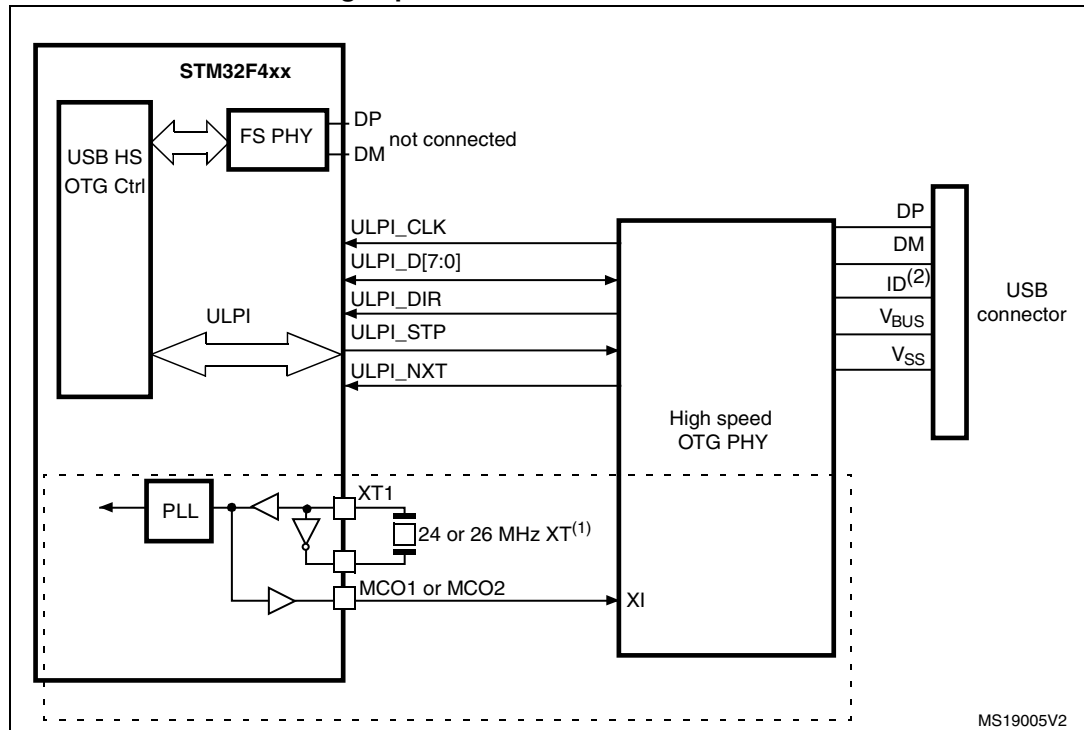 STM32F4xx
FS PHY
DP
not connected
DM
USB HS
OTG Ctrl
ULPI_CLK
ULPI_D[7:0]
ULPI_DIR
ULPI
ULPI_STP
ULPI_NXT
High speed
OTG PHY
DP
DM
ID(2)
VBUS
VSS
USB
connector
PLL
XT1
24 or 26 MHz XT(1)
MCO1 or MCO2
XI
MS19005V2